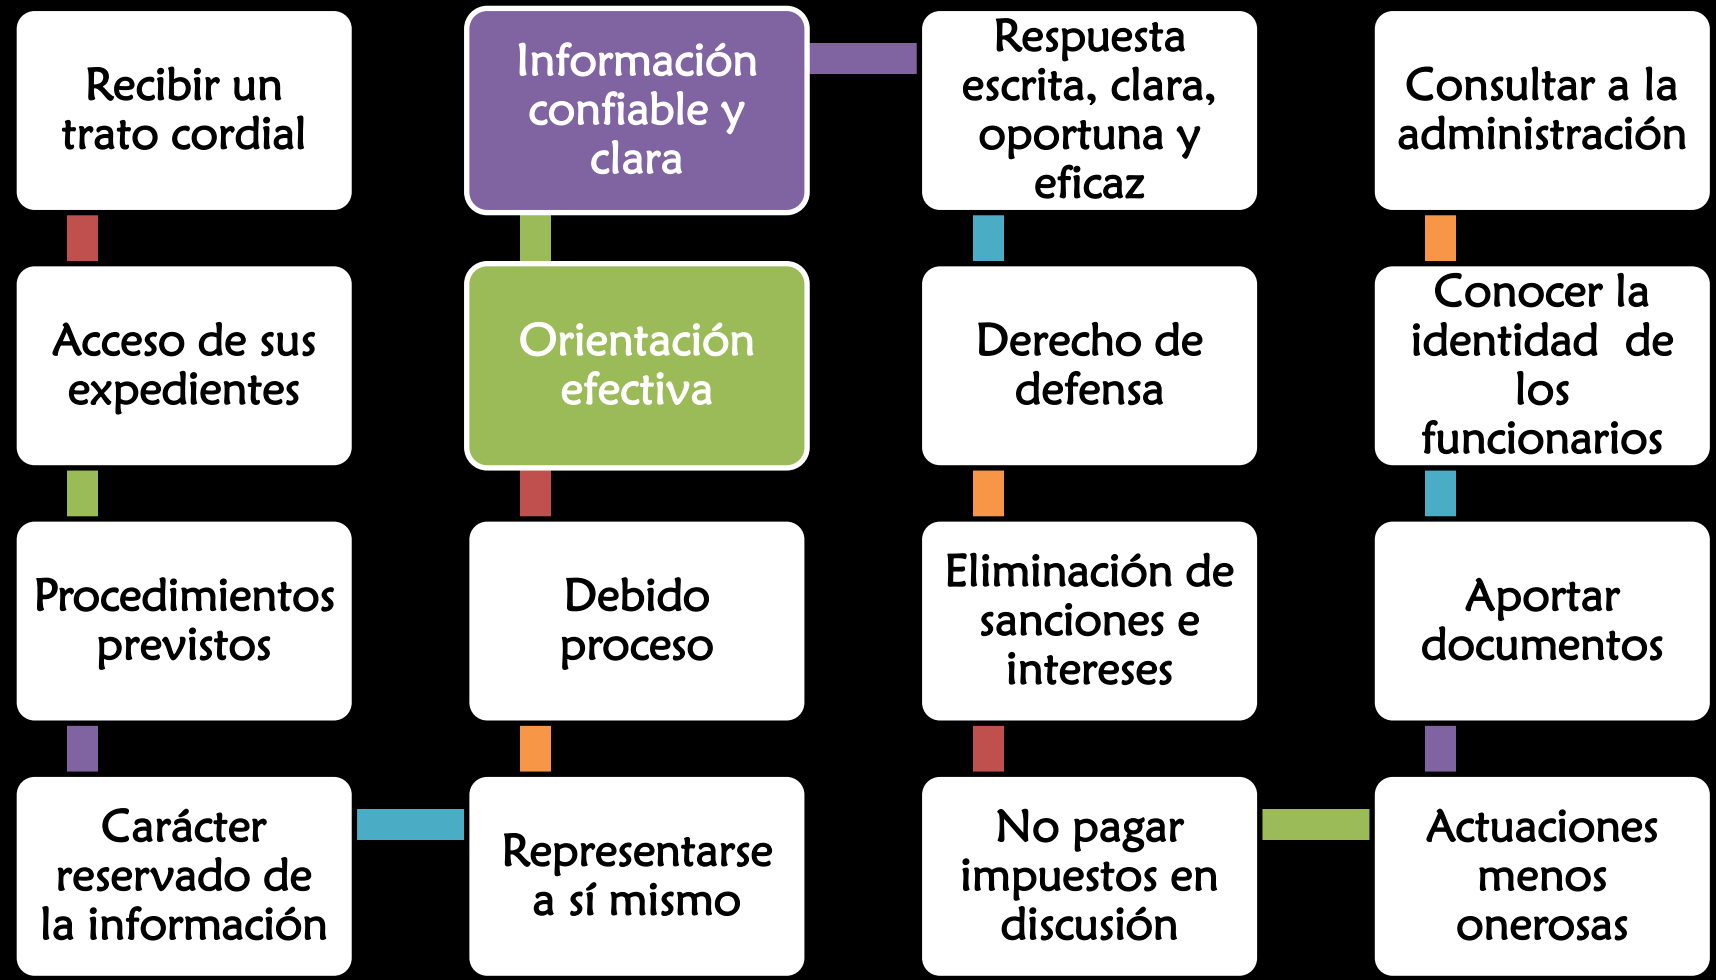 Recibir un
trato cordial
Acceso de sus
expedientes
Procedimientos
previstos
Carácter
reservado de
la información
Representarse
a sí mismo
Debido
proceso
Orientación
efectiva
Información
confiable y
clara
Respuesta
escrita, clara,
oportuna y
eficaz
Derecho de
defensa
Eliminación de
sanciones e
intereses
No pagar
impuestos en
discusión
Actuaciones
menos
onerosas
Aportar
documentos
Conocer la
identidad  de
los
funcionarios
Consultar a la
administración